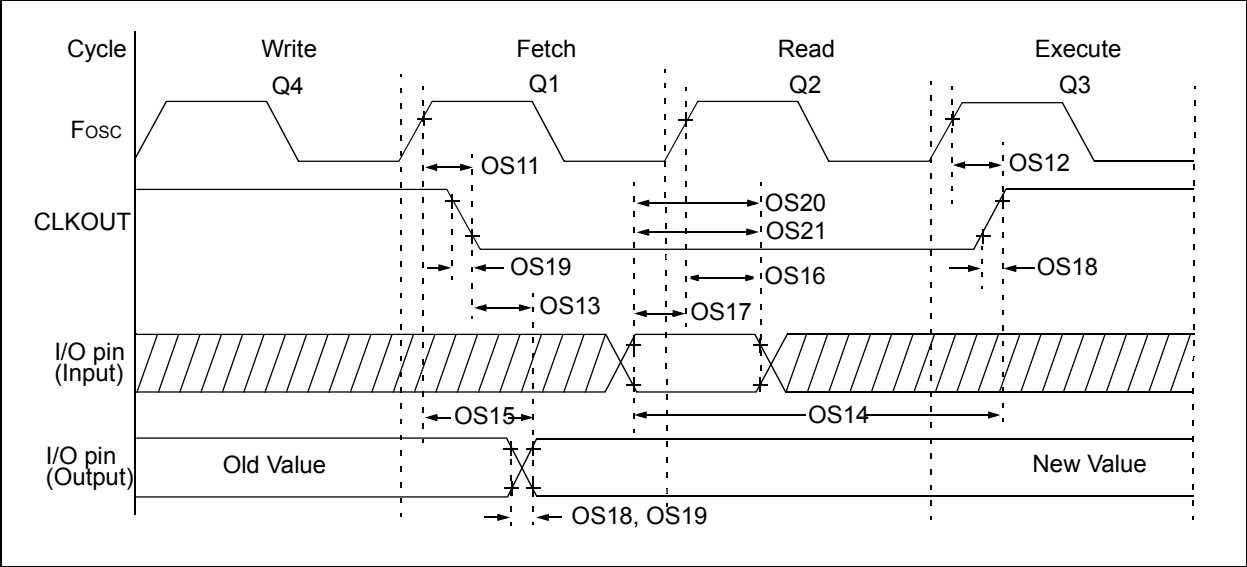 Cycle Write Fetch Read Execute
Q4 Q1 Q2 Q3
Fosc
OS11 OS12
CLKOUT
OS20
OS21
OS19 OS16 OS18
OS13 OS17
I/O pin
(Input)
OS15 OS14
I/O pin
(Output)
Old Value New Value
OS18, OS19